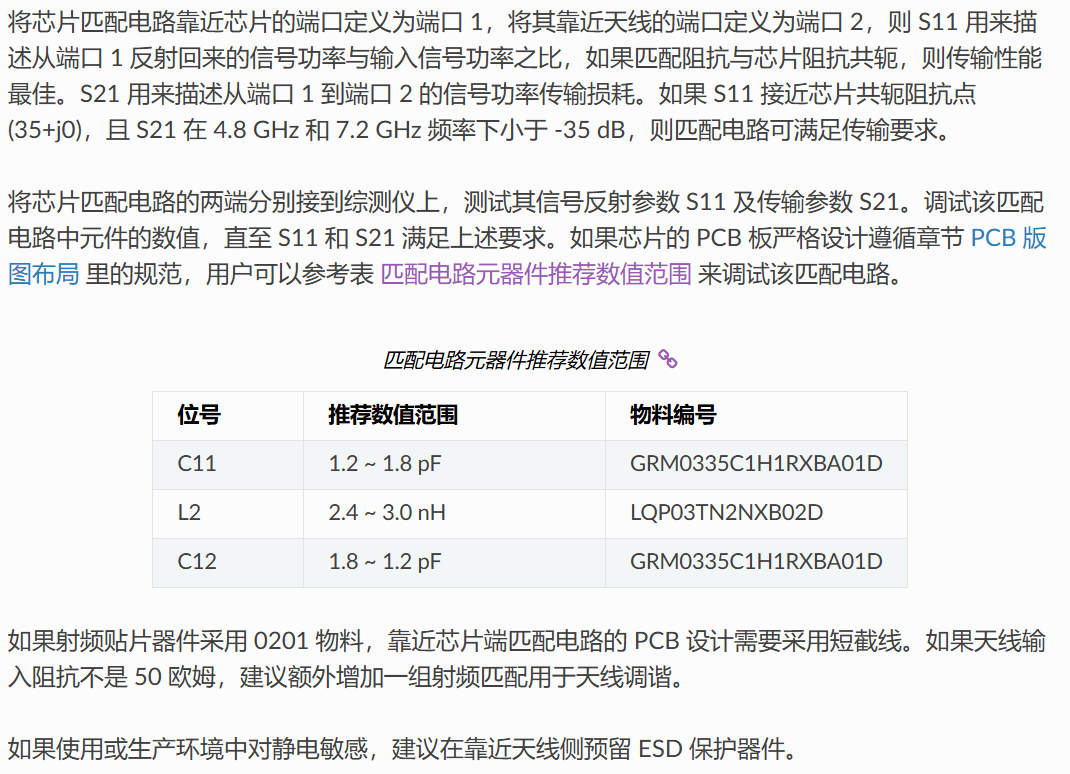 将芯片匹配电路靠近芯片的端口定义为端口 1，将其靠近天线的端口定义为端口 2，则 S11 用来描
述从端口 1 反射回来的信号功率与输入信号功率之比，如果匹配阻抗与芯片阻抗共轭，则传输性能
最佳。S21 用来描述从端口 1 到端口 2 的信号功率传输损耗。如果 S11 接近芯片共轭阻抗点
(35+j0)，且 S21 在 4.8 GHz 和 7.2 GHz 频率下小于 -35 dB，则匹配电路可满足传输要求。
将芯片匹配电路的两端分别接到综测仪上，测试其信号反射参数 S11 及传输参数 S21。调试该匹配
电路中元件的数值，直至 S11 和 S21 满足上述要求。如果芯片的 PCB 板严格设计遵循章节 PCB 版
图布局 里的规范，用户可以参考表 匹配电路元器件推荐数值范围 来调试该匹配电路。
匹配电路元器件推荐数值范围
位号 推荐数值范围 物料编号
C11 1.2 ~ 1.8 pF GRM0335C1H1RXBA01D
L2 2.4 ~ 3.0 nH LQP03TN2NXB02D
C12 1.8 ~ 1.2 pF GRM0335C1H1RXBA01D
如果射频贴片器件采用 0201 物料，靠近芯片端匹配电路的 PCB 设计需要采用短截线。如果天线输
入阻抗不是 50 欧姆，建议额外增加一组射频匹配用于天线调谐。
如果使用或生产环境中对静电敏感，建议在靠近天线侧预留 ESD 保护器件。